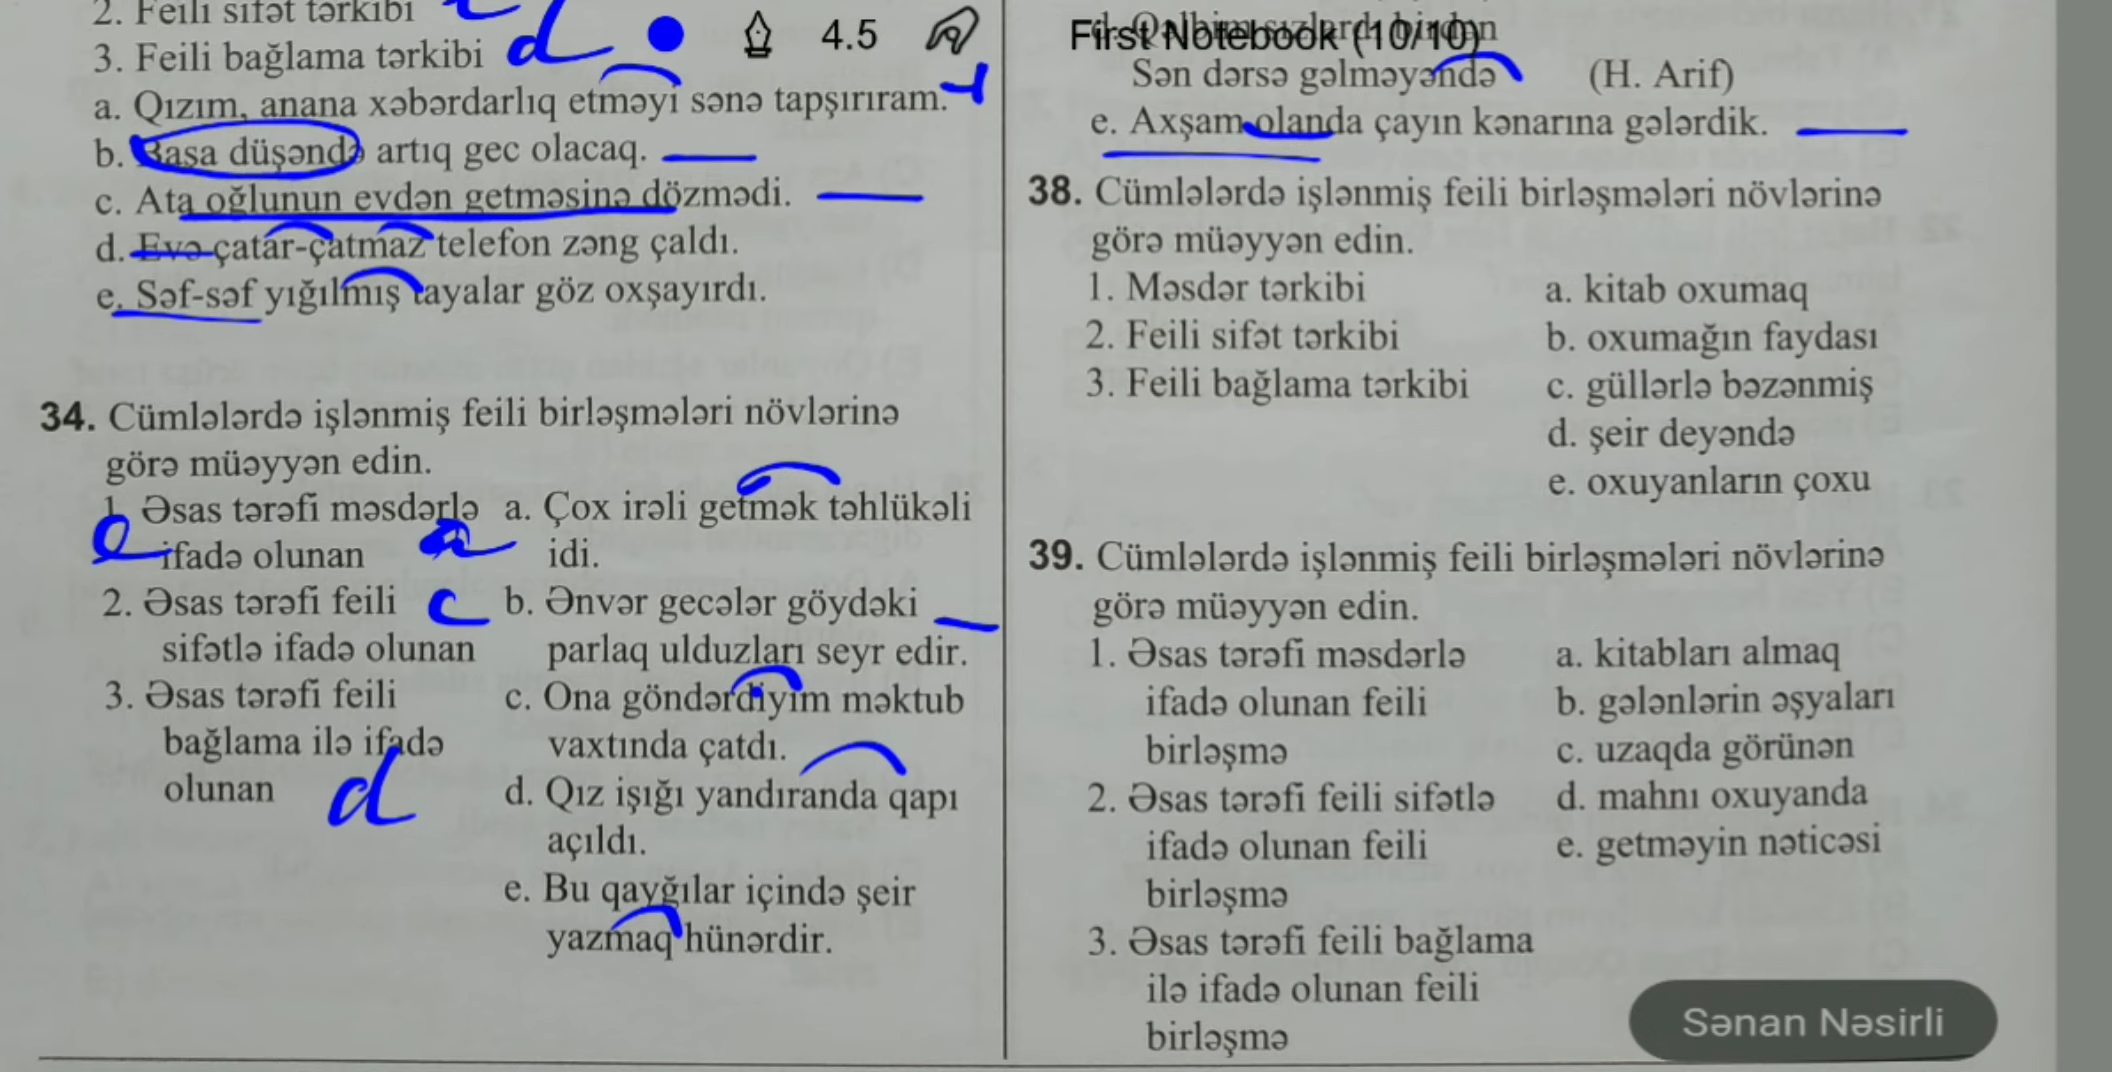 2. Feili sifət tərkibi
3. Feili bağlama tərkibi d
4.5
a. Qızım, anana xəbərdarlıq etməyi sənə tapşırıram.
b. Başa düşəndə artıq gec olacaq.
c. Ata oğlunun evdən getməsinə dözmədi.
d. Evə çatar-çatmaz telefon zəng çaldı.
e. Səf-səf yığılmış tayalar göz oxşayırdı.
34. Cümlələrdə işlənmiş feili birləşmələri növlərinə
görə müəyyən edin.
1. Əsas tərəfi məsdərlə
e ifadə olunan a
2. Əsas tərəfi feili c
sifətlə ifadə olunan
3. Əsas tərəfi feili
bağlama ilə ifadə
olunan d
a. Çox irəli getmək təhlükəli
idi.
b. Ənvər gecələr göydəki
parlaq ulduzları seyr edir.
c. Ona göndərdiyim məktub
vaxtında çatdı.
d. Qız işığı yandıranda qapı
açıldı.
e. Bu qayğılar içində şeir
yazmaq hünərdir.
First Notebook (10/10)
d. Qəlbim sızlardı birdən
Sən dərsə gəlməyəndə (H. Arif)
e. Axşam olanda çayın kənarına gələrdik.
38. Cümlələrdə işlənmiş feili birləşmələri növlərinə
görə müəyyən edin.
1. Məsdər tərkibi
2. Feili sifət tərkibi
3. Feili bağlama tərkibi
a. kitab oxumaq
b. oxumağın faydası
c. güllərlə bəzənmiş
d. şeir deyəndə
e. oxuyanların çoxu
39. Cümlələrdə işlənmiş feili birləşmələri növlərinə
görə müəyyən edin.
1. Əsas tərəfi məsdərlə
ifadə olunan feili
birləşmə
2. Əsas tərəfi feili sifətlə
ifadə olunan feili
birləşmə
3. Əsas tərəfi feili bağlama
ilə ifadə olunan feili
birləşmə
a. kitabları almaq
b. gələnlərin əşyaları
c. uzaqda görünən
d. mahnı oxuyanda
e. getməyin nəticəsi
Sənan Nəsirli